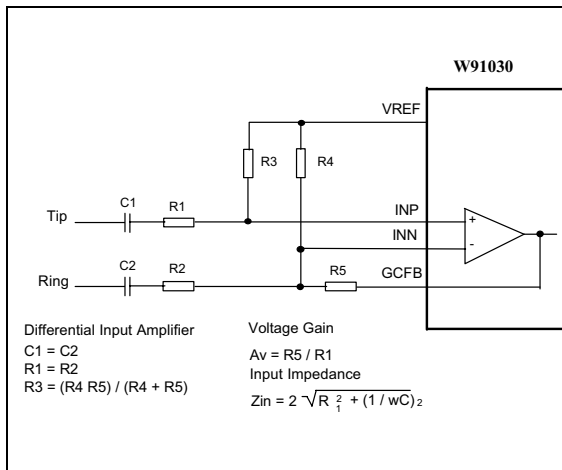 W91030
VREF
R3
R4
C1
R1
Tip
INP
+
INN
-
C2
R2
Ring
R5
GCFB
Differential Input Amplifier
C1 = C2
R1 = R2
R3 = (R4 R5) / (R4 + R5)
Voltage Gain
Av = R5 / R1
Input Impedance
Zin = 2 √R 2 1 + (1 / wC) 2